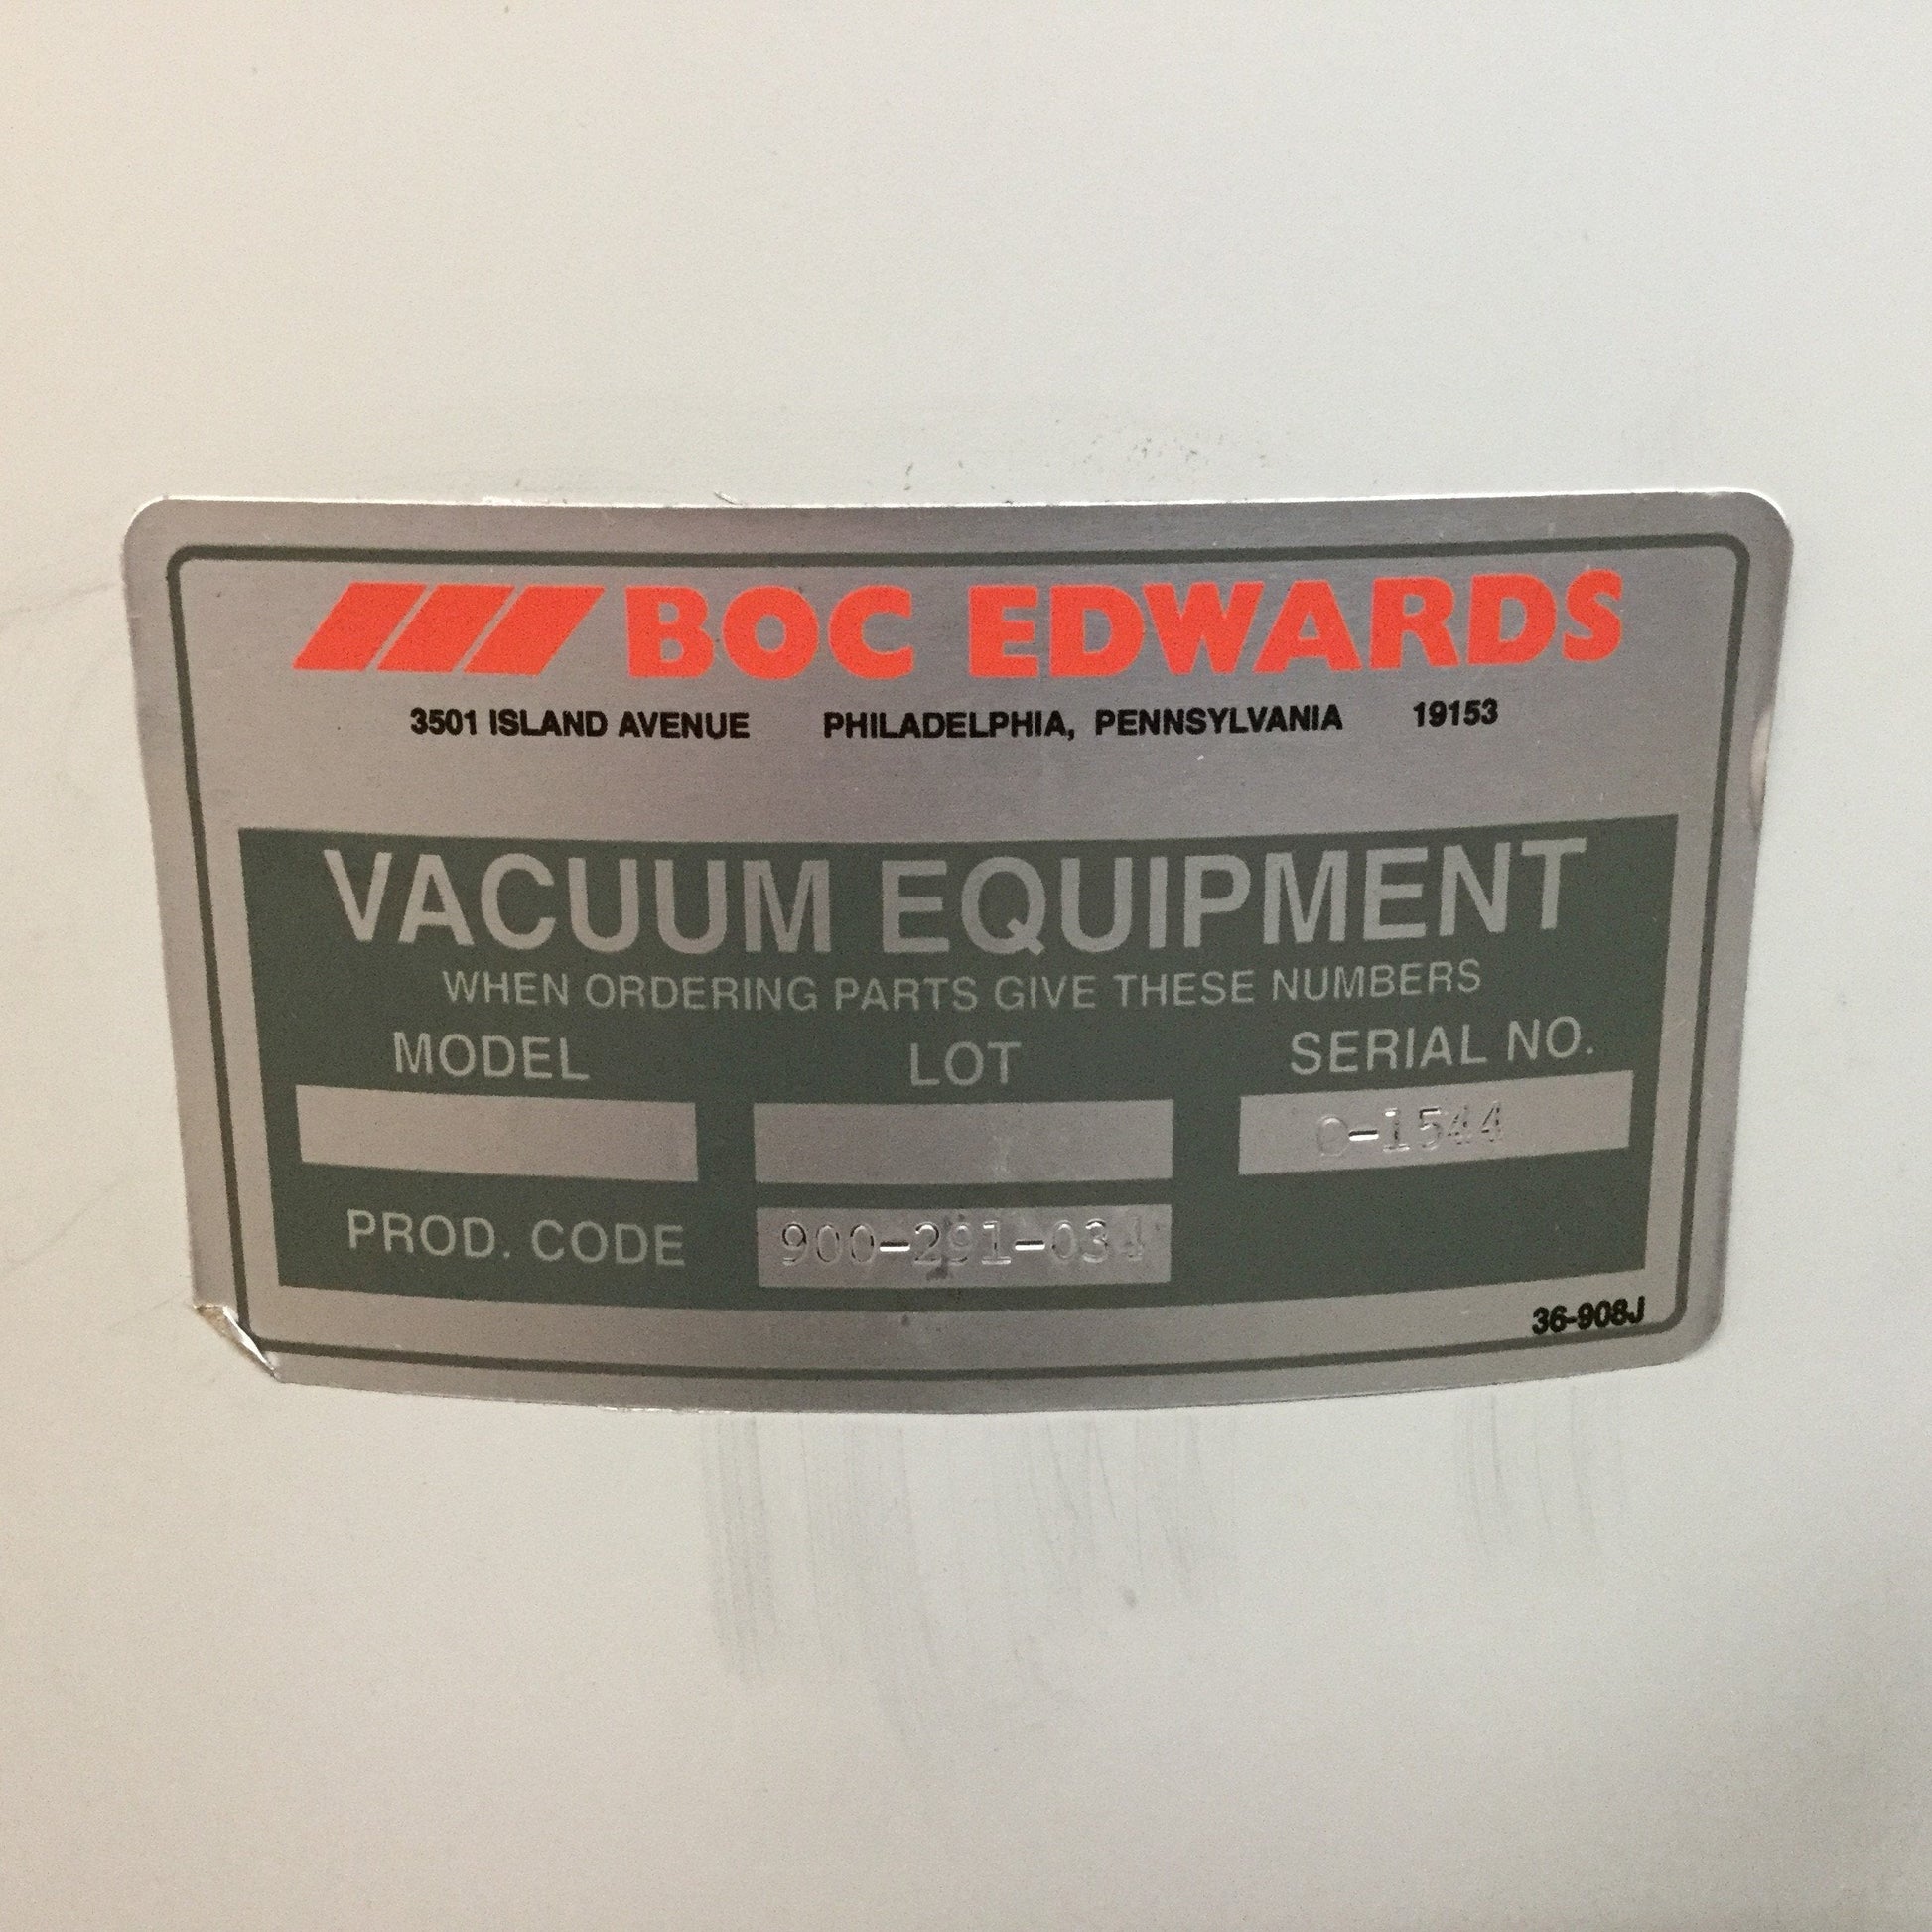 BOC EDWARDS
3501 ISLAND AVENUE PHILADELPHIA, PENNSYLVANIA 19153
VACUUM EQUIPMENT
WHEN ORDERING PARTS GIVE THESE NUMBERS
MODEL LOT SERIAL NO.
PROD. CODE
36-908J